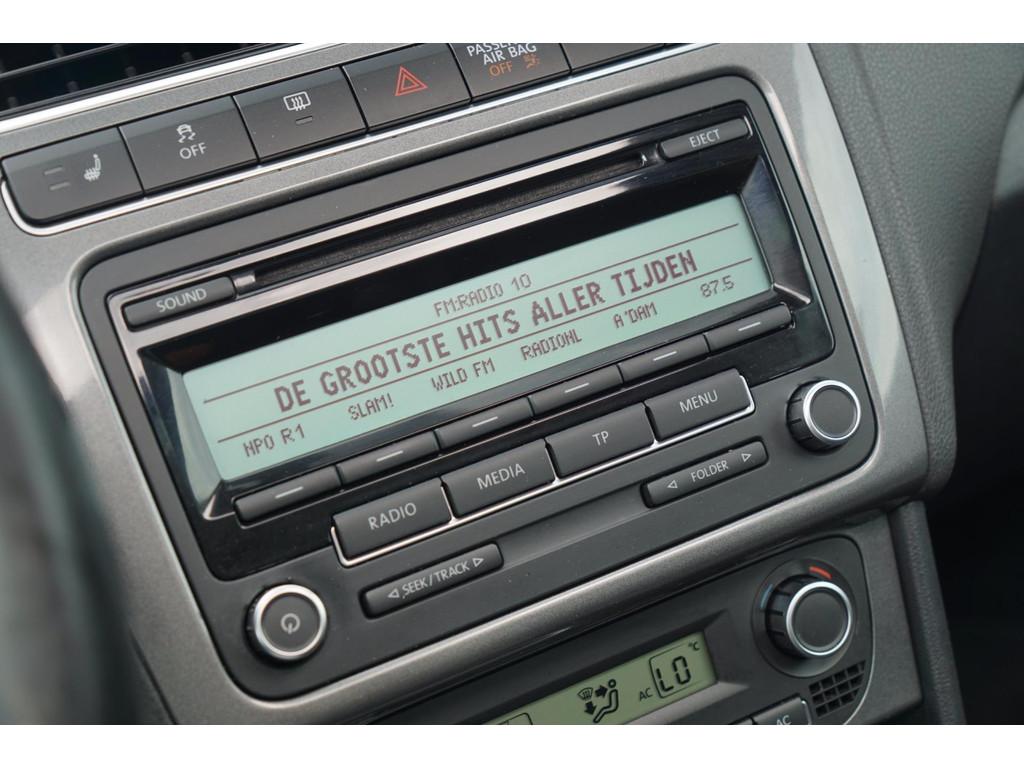 PASSENGER
AIR BAG
OFF
OFF
EJECT
SOUND
FM:RADIO 10
DE GROOTSTE HITS ALLER TIJDEN
NPO R1 SLAM! WILD FM RADIONL A'DAM 87.5
RADIO MEDIA TP MENU
SEEK/TRACK FOLDER
AC LO °C
AC